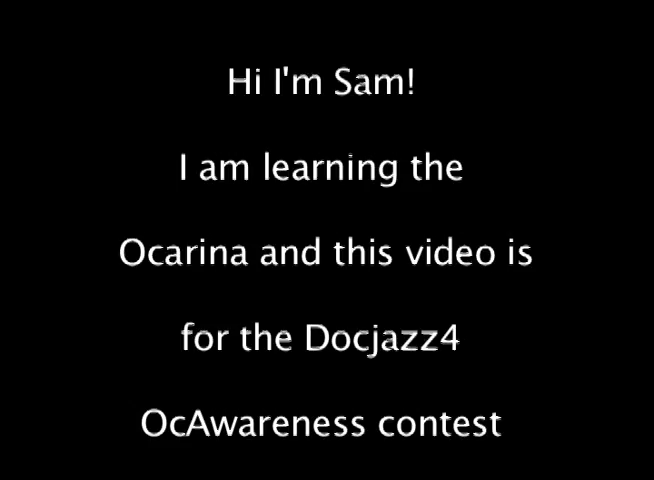 Hi I'm Sam!
I am learning the
Ocarina and this video is
for the Docjazz4
OcAwareness contest